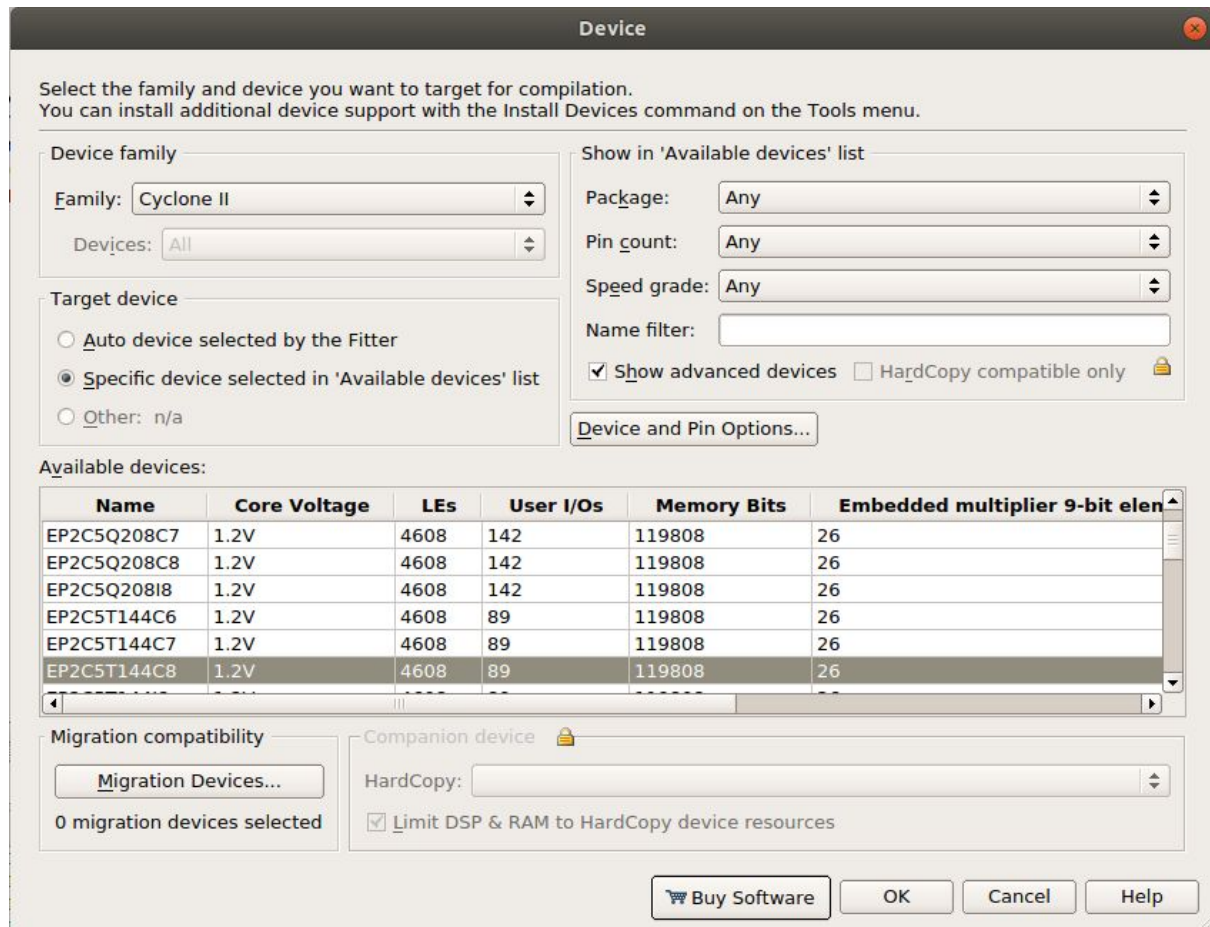 Device
Select the family and device you want to target for compilation.
You can install additional device support with the Install Devices command on the Tools menu.
Device family
Family: Cyclone II
Devices: All
Show in 'Available devices' list
Package: Any
Pin count: Any
Speed grade: Any
Name filter:
Show advanced devices HardCopy compatible only
Target device
Auto device selected by the Fitter
Specific device selected in 'Available devices' list
Other: n/a
Device and Pin Options...
Available devices:
Name Core Voltage LEs User I/Os Memory Bits Embedded multiplier 9-bit elen
EP2C5Q208C7 1.2V 4608 142 119808 26
EP2C5Q208C8 1.2V 4608 142 119808 26
EP2C5Q208I8 1.2V 4608 142 119808 26
EP2C5T144C6 1.2V 4608 89 119808 26
EP2C5T144C7 1.2V 4608 89 119808 26
EP2C5T144C8 1.2V 4608 89 119808 26
Migration compatibility
Migration Devices...
0 migration devices selected
Companion device
HardCopy:
Limit DSP & RAM to HardCopy device resources
Buy Software OK Cancel Help